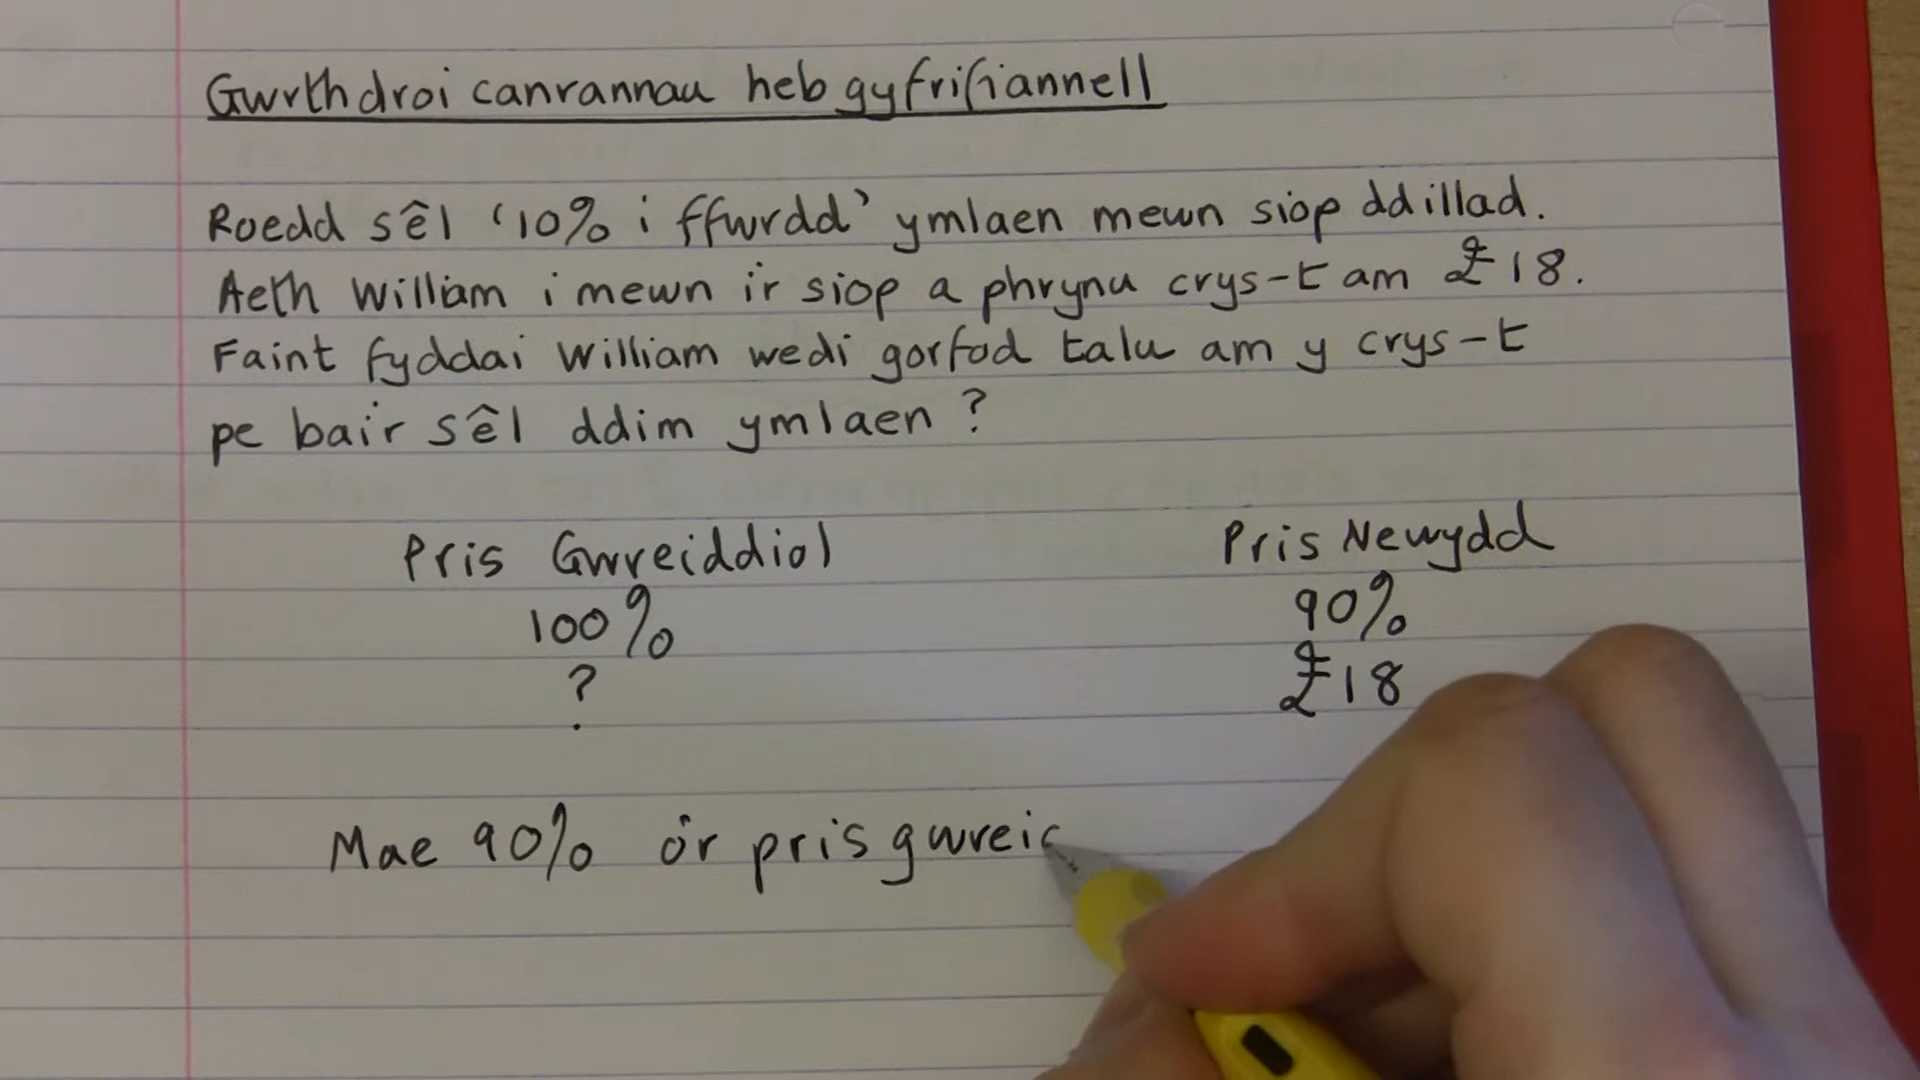 Gwrthdroi canrannau heb gyfrifiannell
Roedd sêl ‘10% i ffwrdd’ ymlaen mewn siop ddillad.
Aeth William i mewn i'r siop a phrynu crys-t am £18.
Faint fyddai William wedi gorfod talu am y crys-t
pe bai'r sêl ddim ymlaen?
Pris Gwreiddiol Pris Newydd
100% 90%
? £18
Mae 90% o'r pris gwreic